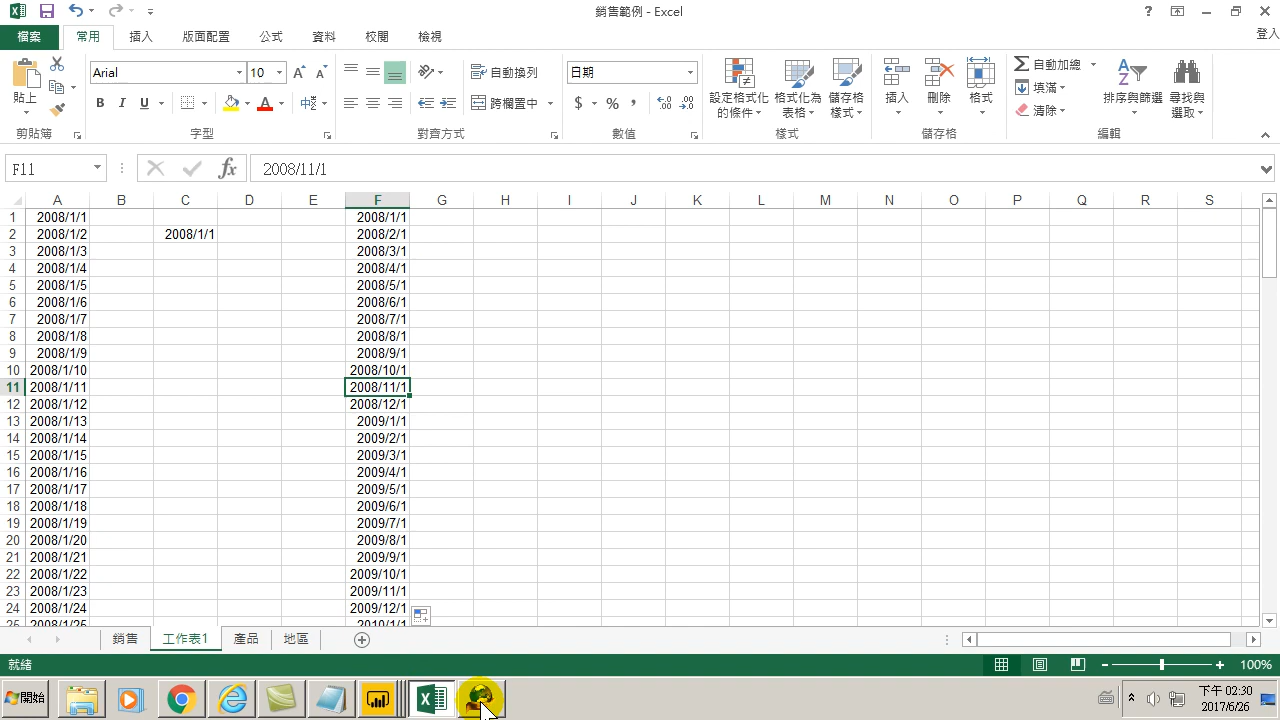 銷售範例 - Excel
檔案 常用 插入 版面配置 公式 資料 校閱 檢視 登入
貼上 Arial 10 自動換列 日期 設定格式化的條件 格式化為表格 儲存格樣式 插入 刪除 格式 自動加總 填滿 清除 排序與篩選 尋找與選取
B I U 中 跨欄置中 $ % ,
剪貼簿 字型 對齊方式 數值 樣式 儲存格 編輯
F11 fx 2008/11/1
A B C D E F G H I J K L M N O P Q R S
1 2008/1/1 2008/1/1
2 2008/1/2 2008/1/1 2008/2/1
3 2008/1/3 2008/3/1
4 2008/1/4 2008/4/1
5 2008/1/5 2008/5/1
6 2008/1/6 2008/6/1
7 2008/1/7 2008/7/1
8 2008/1/8 2008/8/1
9 2008/1/9 2008/9/1
10 2008/1/10 2008/10/1
11 2008/1/11 2008/11/1
12 2008/1/12 2008/12/1
13 2008/1/13 2009/1/1
14 2008/1/14 2009/2/1
15 2008/1/15 2009/3/1
16 2008/1/16 2009/4/1
17 2008/1/17 2009/5/1
18 2008/1/18 2009/6/1
19 2008/1/19 2009/7/1
20 2008/1/20 2009/8/1
21 2008/1/21 2009/9/1
22 2008/1/22 2009/10/1
23 2008/1/23 2009/11/1
24 2008/1/24 2009/12/1
25 2008/1/25 2010/1/1
銷售 工作表1 產品 地區
就緒 100%
開始 下午 02:30
2017/6/26